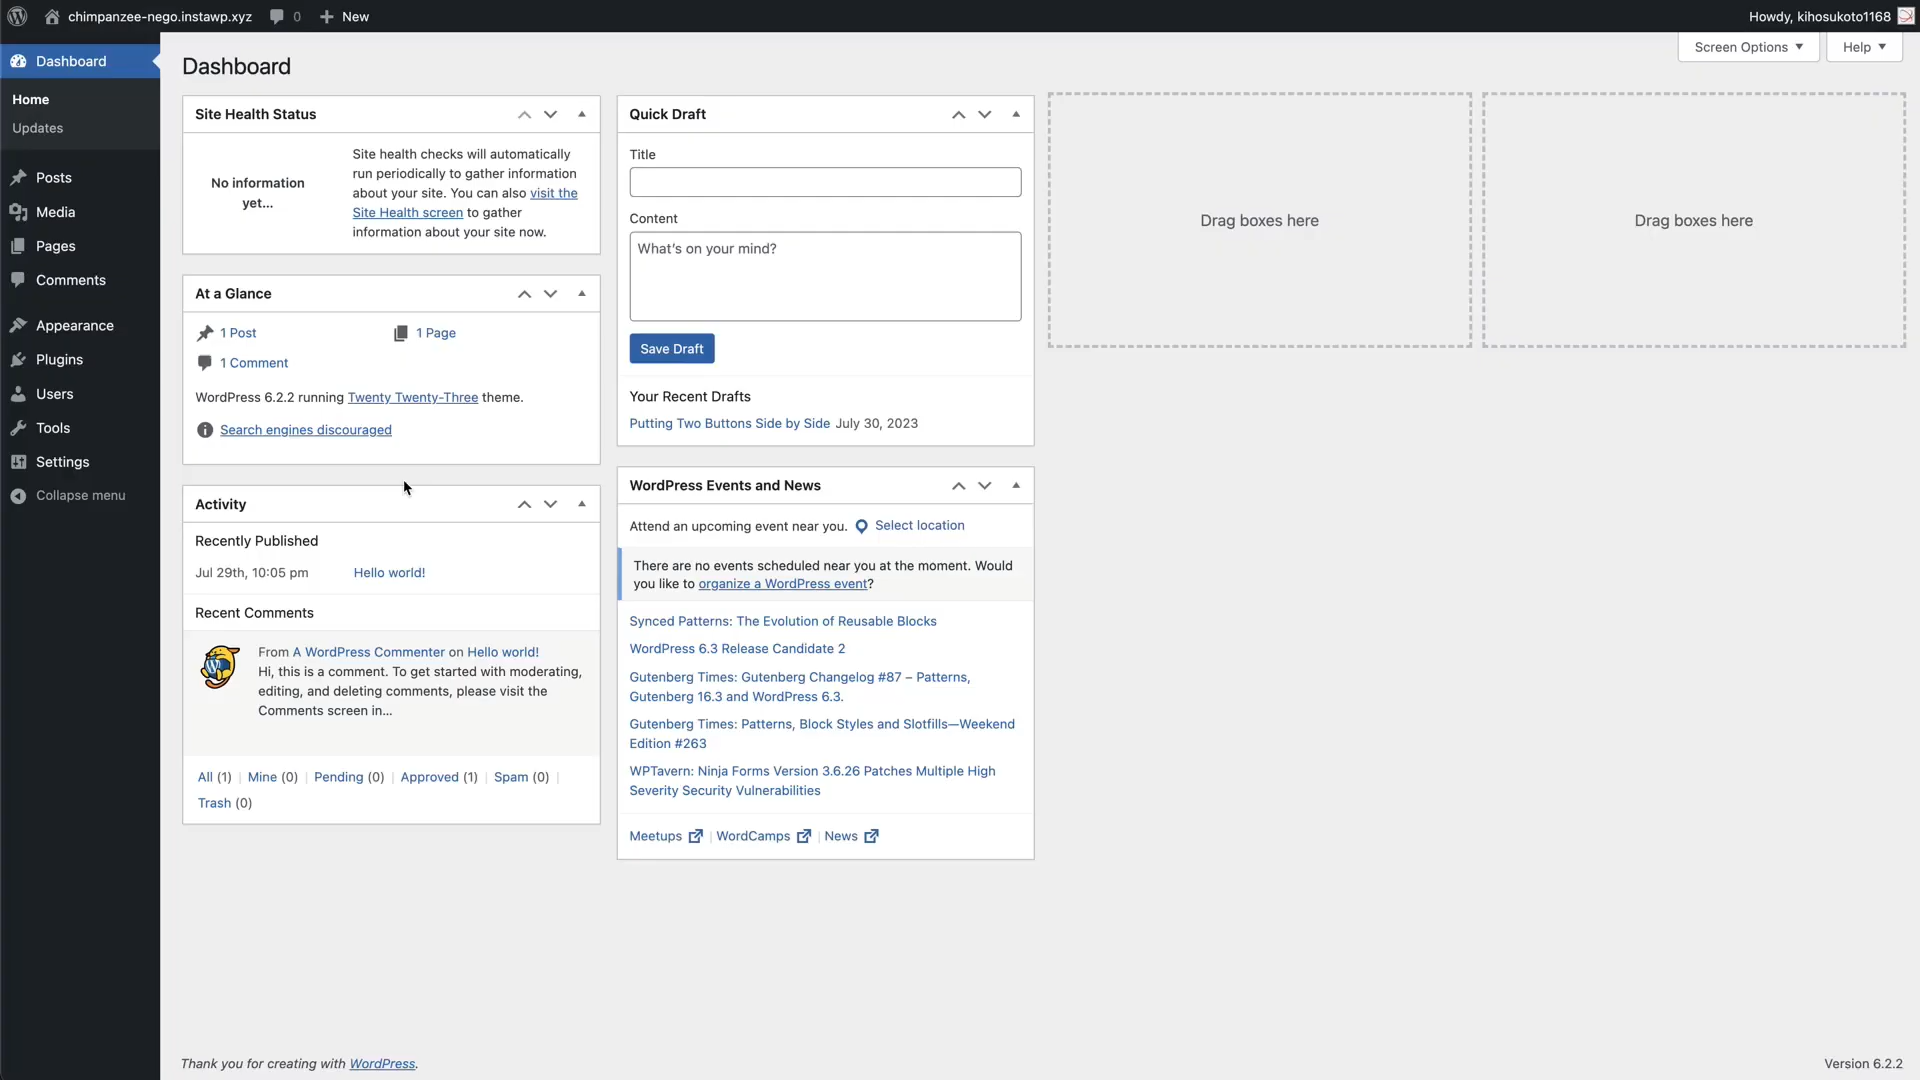 chimpanzee-nego.instawp.xyz 0 New
Howdy, kihosukoto1168
Dashboard
Home
Updates
Posts
Media
Pages
Comments
Appearance
Plugins
Users
Tools
Settings
Collapse menu
Screen Options
Help
Dashboard
Site Health Status
No information
yet...
Site health checks will automatically
run periodically to gather information
about your site. You can also visit the
Site Health screen to gather
information about your site now.
At a Glance
1 Post
1 Page
1 Comment
WordPress 6.2.2 running Twenty Twenty-Three theme.
Search engines discouraged
Activity
Recently Published
Jul 29th, 10:05 pm Hello world!
Recent Comments
From A WordPress Commenter on Hello world!
Hi, this is a comment. To get started with moderating,
editing, and deleting comments, please visit the
Comments screen in...
All (1) | Mine (0) | Pending (0) | Approved (1) | Spam (0) |
Trash (0)
Quick Draft
Title
Content
What's on your mind?
Save Draft
Your Recent Drafts
Putting Two Buttons Side by Side July 30, 2023
WordPress Events and News
Attend an upcoming event near you. Select location
There are no events scheduled near you at the moment. Would
you like to organize a WordPress event?
Synced Patterns: The Evolution of Reusable Blocks
WordPress 6.3 Release Candidate 2
Gutenberg Times: Gutenberg Changelog #87 – Patterns,
Gutenberg 16.3 and WordPress 6.3.
Gutenberg Times: Patterns, Block Styles and Slotfills—Weekend
Edition #263
WPTavern: Ninja Forms Version 3.6.26 Patches Multiple High
Severity Security Vulnerabilities
Meetups | WordCamps | News
Drag boxes here
Drag boxes here
Thank you for creating with WordPress.
Version 6.2.2